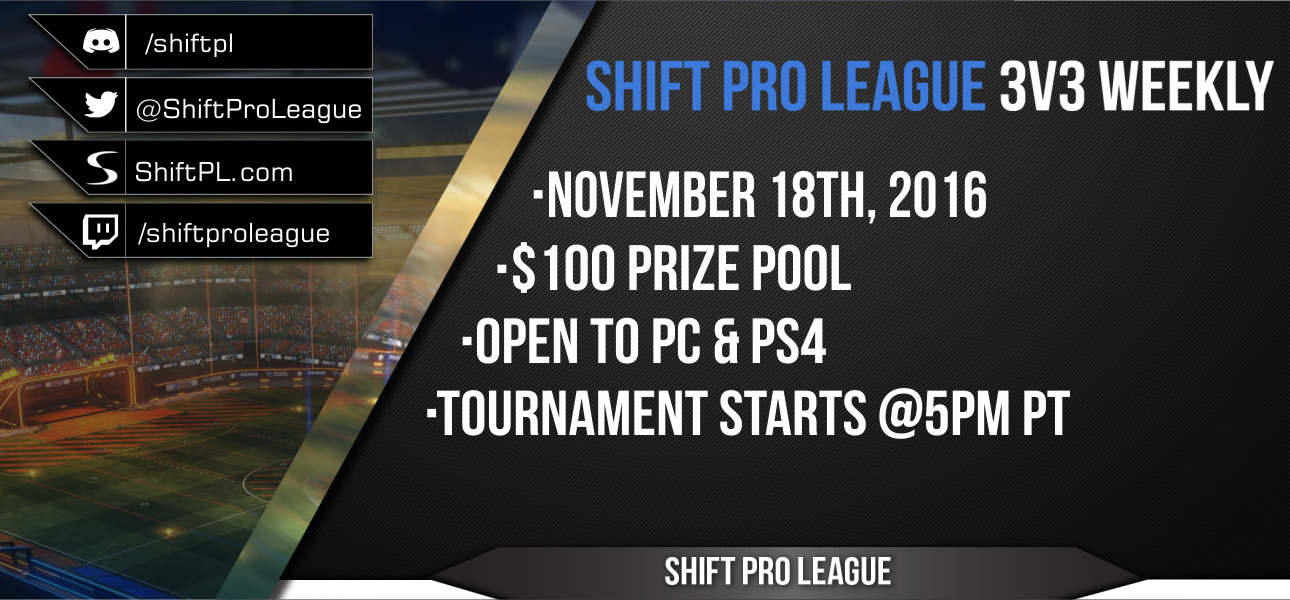 /shiftpl
@ShiftProLeague
ShiftPL.com
/shiftproleague
SHIFT PRO LEAGUE 3V3 WEEKLY
·NOVEMBER 18TH, 2016
·$100 PRIZE POOL
·OPEN TO PC & PS4
·TOURNAMENT STARTS @5PM PT
SHIFT PRO LEAGUE